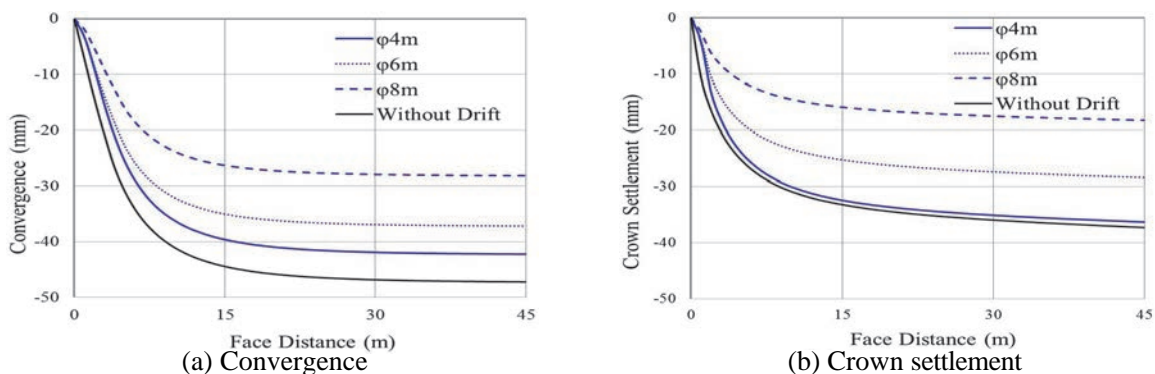 0
-10
-20
-30
-40
-50
Convergence (mm)
φ4m
φ6m
φ8m
Without Drift
0 15 30 45
Face Distance (m)
(a) Convergence
0
-10
-20
-30
-40
-50
Crown Settlement (mm)
φ4m
φ6m
φ8m
Without Drift
0 15 30 45
Face Distance (m)
(b) Crown settlement